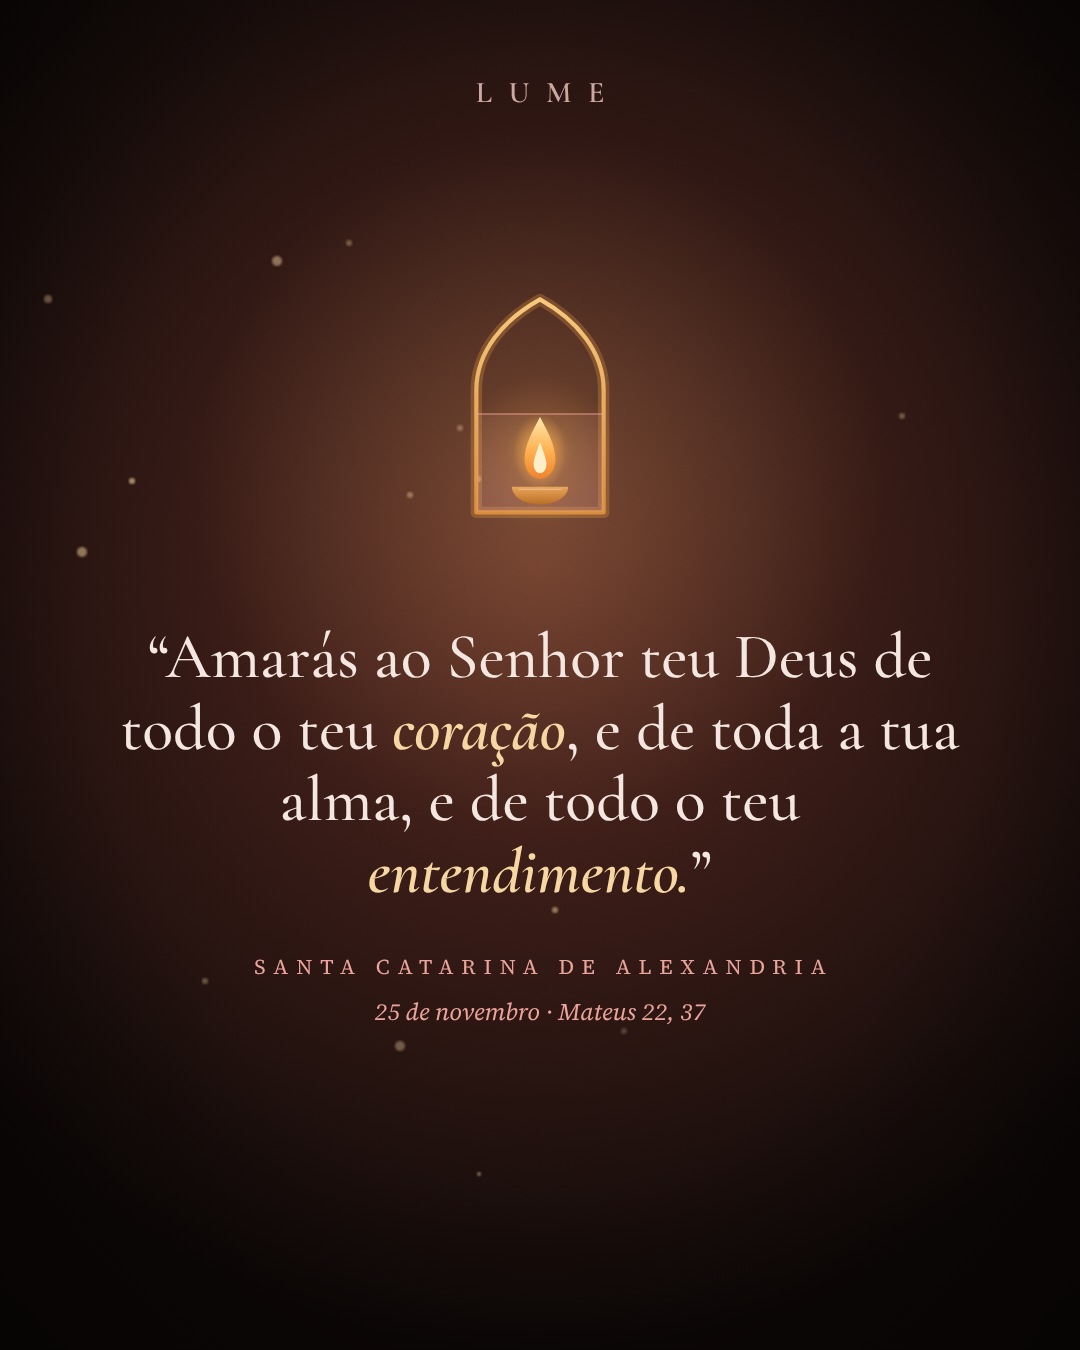 LUME
“Amarás ao Senhor teu Deus de
todo o teu coração, e de toda a tua
alma, e de todo o teu
entendimento.”
SANTA CATARINA DE ALEXANDRIA
25 de novembro · Mateus 22, 37